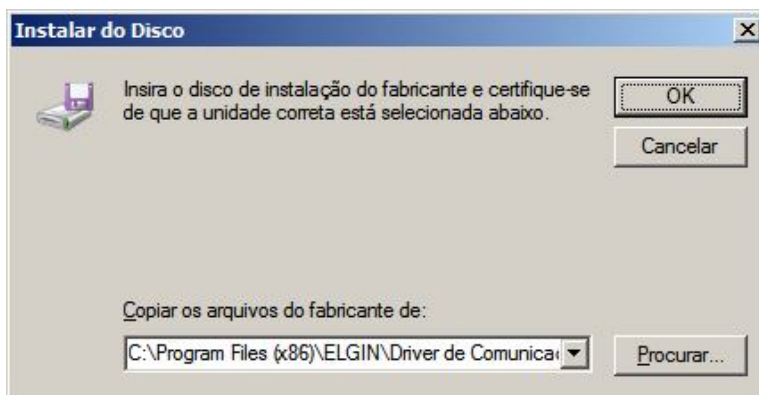 Instalar do Disco
Insira o disco de instalação do fabricante e certifique-se
de que a unidade correta está selecionada abaixo.
OK
Cancelar
Copiar os arquivos do fabricante de:
C:\Program Files (x86)\ELGIN\Driver de Comunica
Procurar...